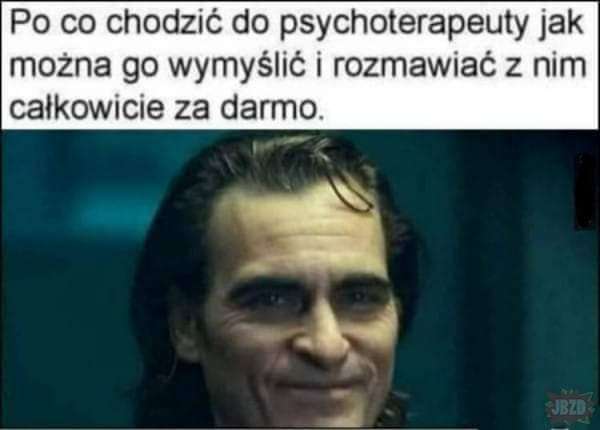 Po co chodzić do psychoterapeuty jak
można go wymyślić i rozmawiać z nim
całkowicie za darmo.
JBZD